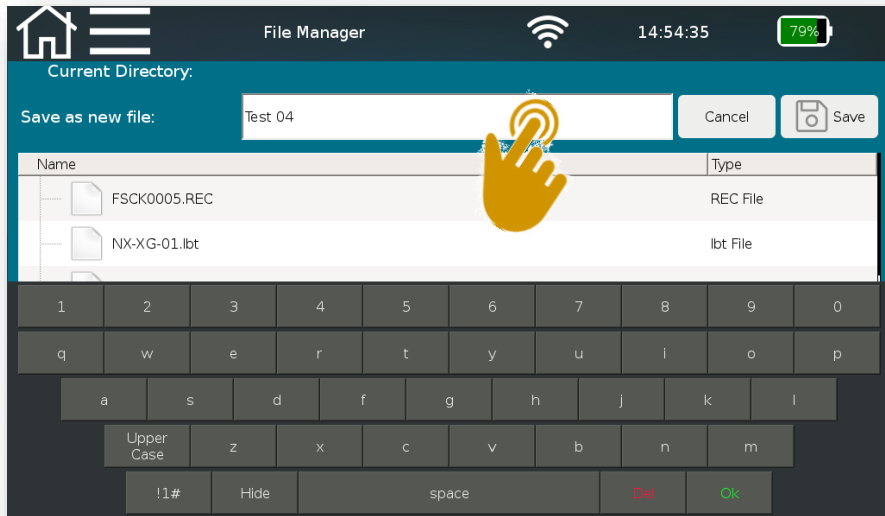 File Manager 14:54:35 79%
Current Directory:
Save as new file: Test 04 Cancel Save
Name Type
FSCK0005.REC REC File
NX-XG-01.lbt lbt File
1 2 3 4 5 6 7 8 9 0
q w e r t y u i o p
a s d f g h j k l
Upper
Case z x c v b n m
!1# Hide space Del Ok